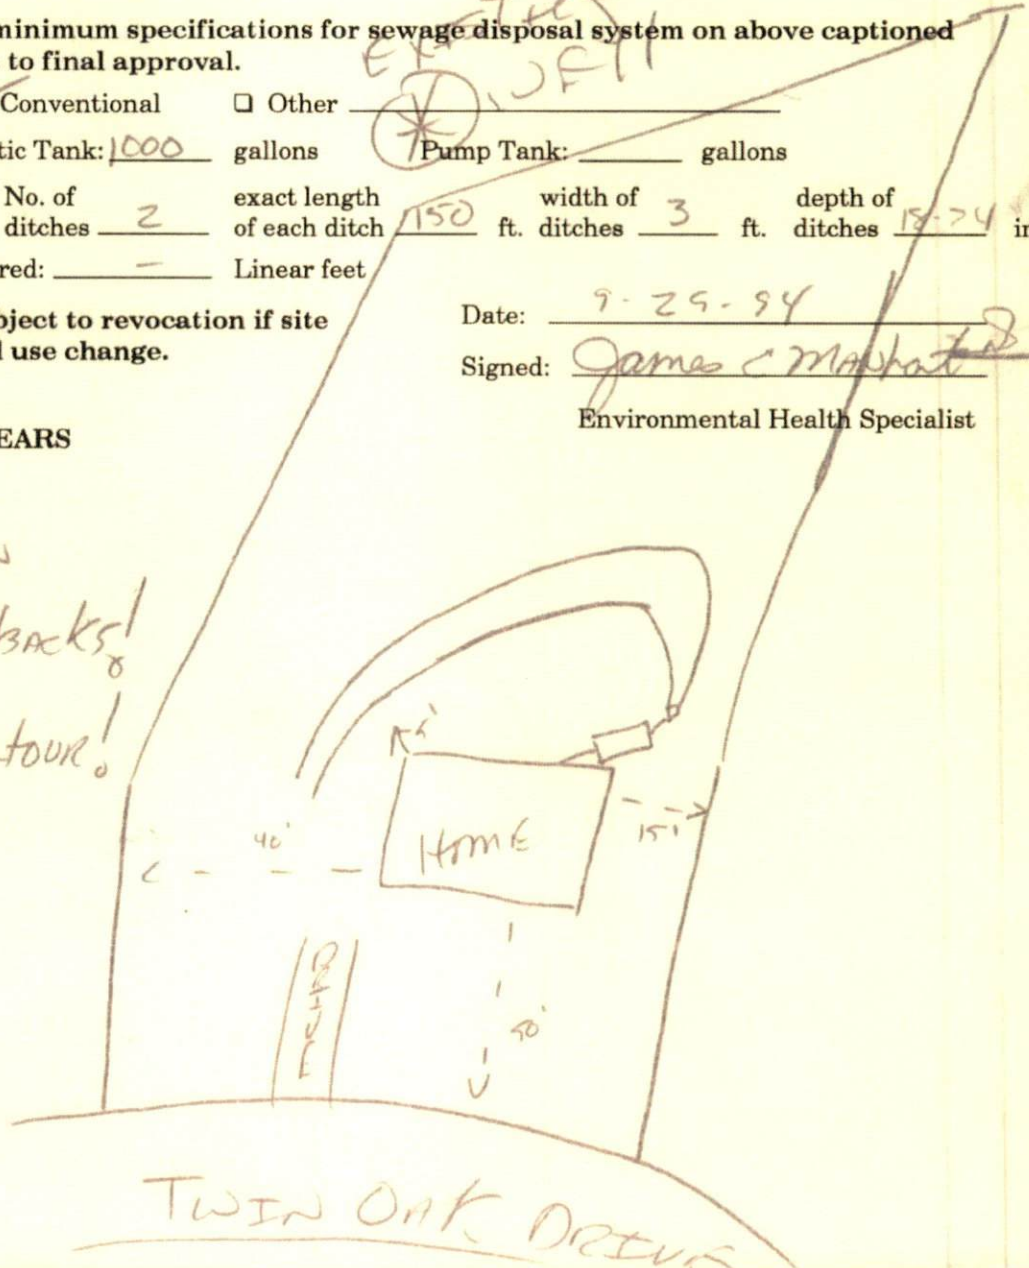 minimum specifications for sewage disposal system on above captioned
to final approval.
WELL
Conventional ❑ Other
tic Tank: 1000 gallons Pump Tank: gallons
No. of exact length width of depth of
ditches 2 of each ditch 150 ft. ditches 3 ft. ditches 18-24 in
red: - Linear feet
bject to revocation if site
l use change.
Date: 9-29-94
Signed: James C
Environmental Health Specialist
EARS
BACKS!
TOUR!
5'
HOME
40'
15'
50'
TWIN OAK DRIVE